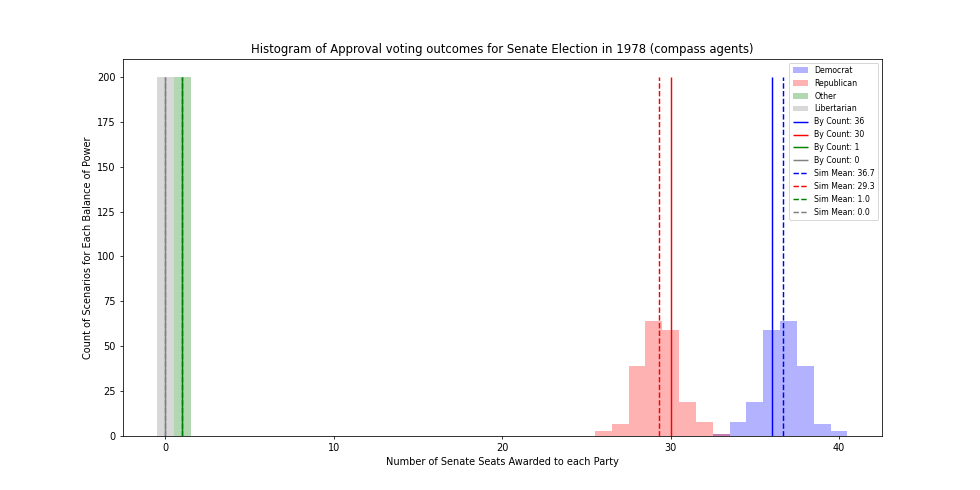 Histogram of Approval voting outcomes for Senate Election in 1978 (compass agents)
Count of Scenarios for Each Balance of Power
200
175
150
125
100
75
50
25
0
0 10 20 30 40
Number of Senate Seats Awarded to each Party
Democrat
Republican
Other
Libertarian
By Count: 36
By Count: 30
By Count: 1
By Count: 0
Sim Mean: 36.7
Sim Mean: 29.3
Sim Mean: 1.0
Sim Mean: 0.0